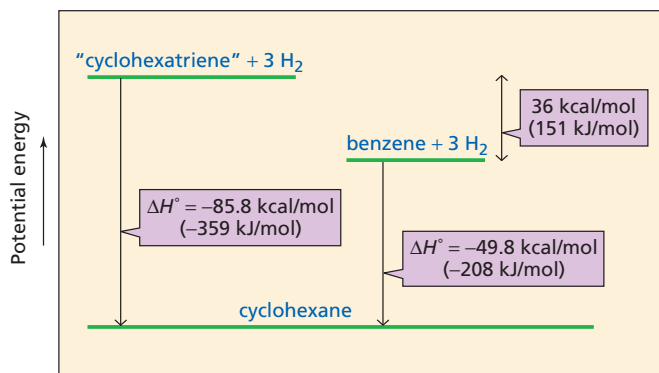 “cyclohexatriene” + 3 H₂
36 kcal/mol
(151 kJ/mol)
benzene + 3 H₂
Potential energy
ΔH° = –85.8 kcal/mol
(–359 kJ/mol)
ΔH° = –49.8 kcal/mol
(–208 kJ/mol)
cyclohexane